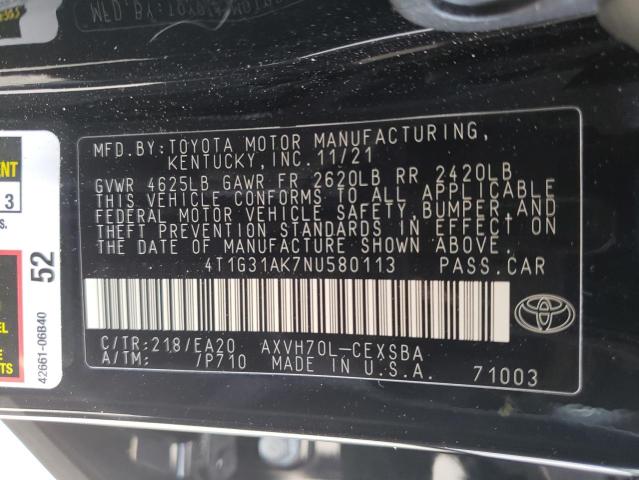 MFD.BY:TOYOTA MOTOR MANUFACTURING,
KENTUCKY,INC.11/21
GVWR 4625LB GAWR FR 2620LB RR 2420LB
THIS VEHICLE CONFORMS TO ALL APPLICABLE
FEDERAL MOTOR VEHICLE SAFETY,BUMPER,AND
THEFT PREVENTION STANDARDS IN EFFECT ON
THE DATE OF MANUFACTURE SHOWN ABOVE.
4T1G31AK7NU580113 PASS.CAR
C/TR:218/EA20 AXVH70L-CEXSBA
A/TM: 7P710 MADE IN U.S.A. 71003
ENT
3
S.
52
42661-06B40